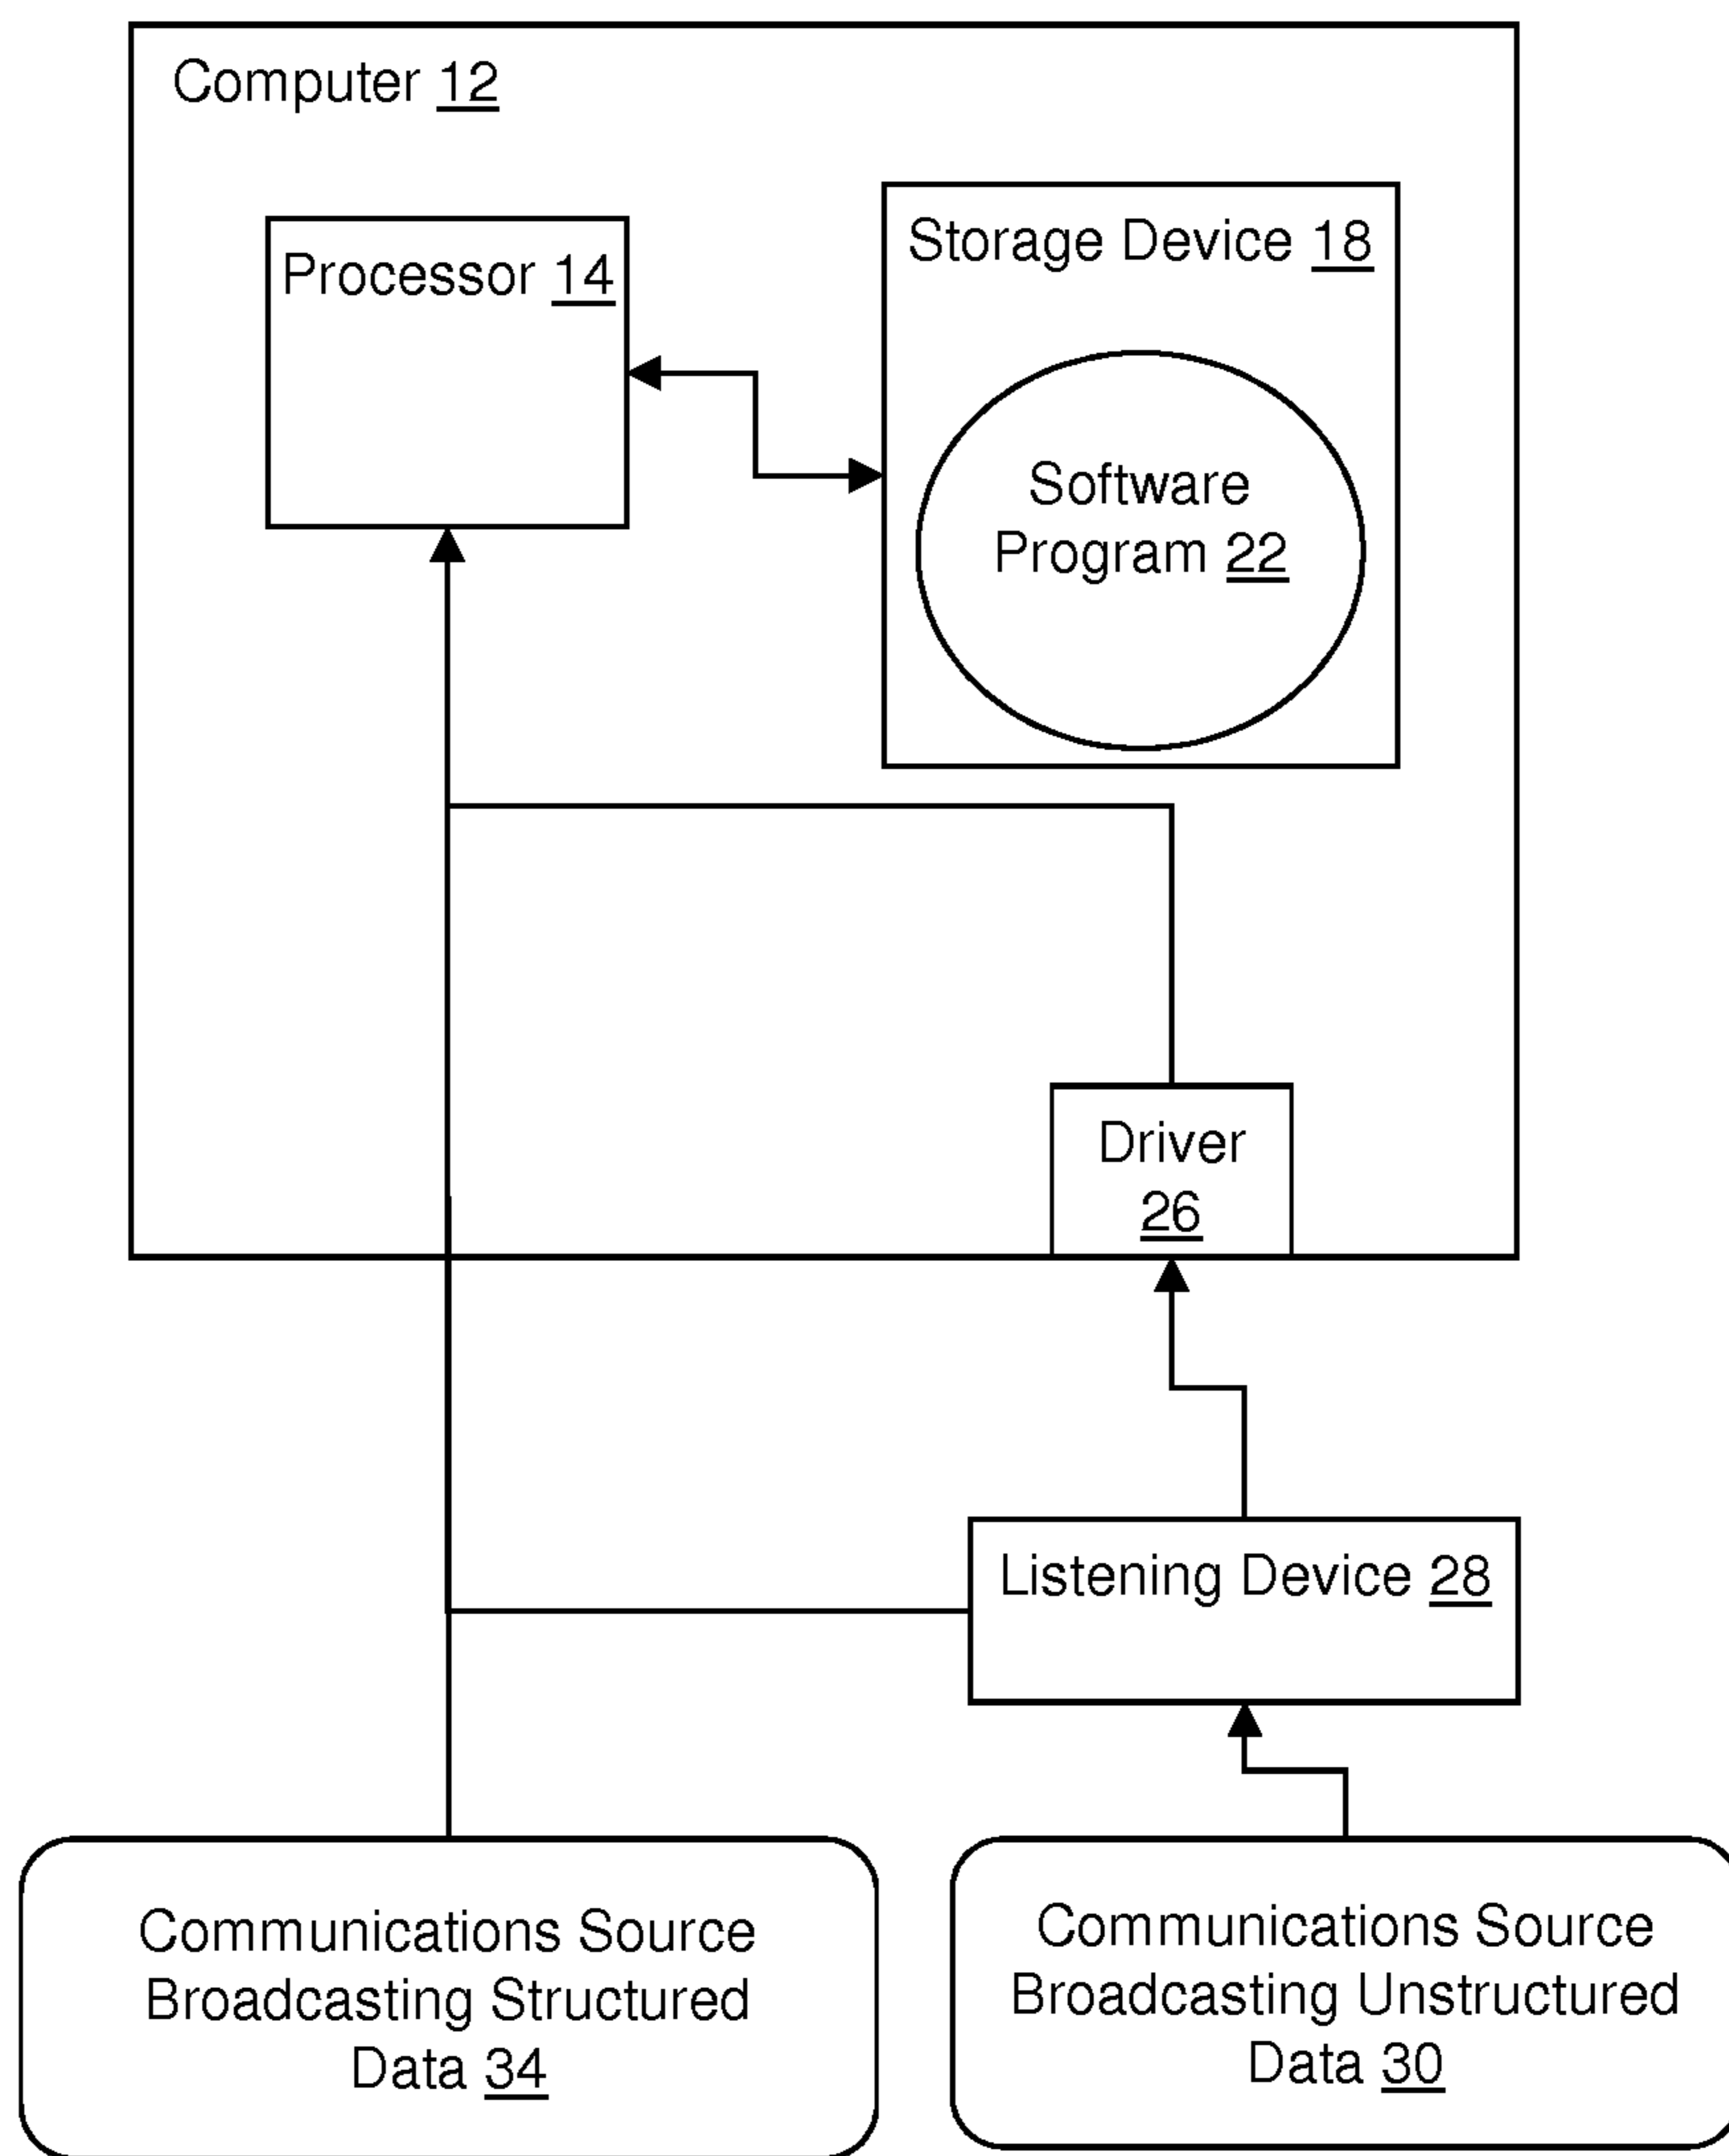 Computer 12
Storage Device 18
Processor 14
Software
Program 22
Driver
26
Listening Device 28
Communications Source
Broadcasting Structured
Data 34
Communications Source
Broadcasting Unstructured
Data 30